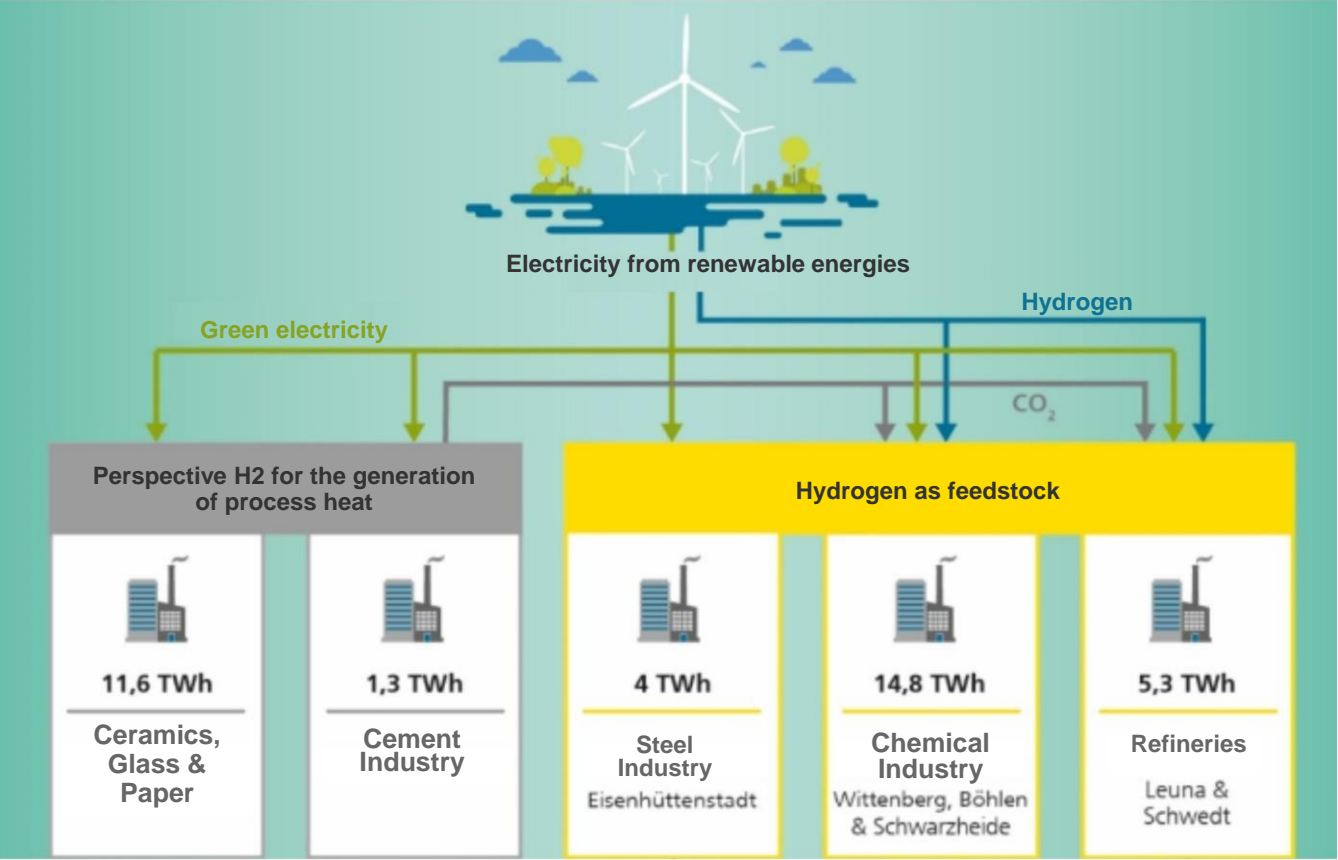 Electricity from renewable energies
Hydrogen
Green electricity
CO₂
Perspective H2 for the generation
of process heat
Hydrogen as feedstock
11,6 TWh
Ceramics,
Glass &
Paper
1,3 TWh
Cement
Industry
4 TWh
Steel
Industry
Eisenhüttenstadt
14,8 TWh
Chemical
Industry
Wittenberg, Böhlen
& Schwarzheide
5,3 TWh
Refineries
Leuna &
Schwedt